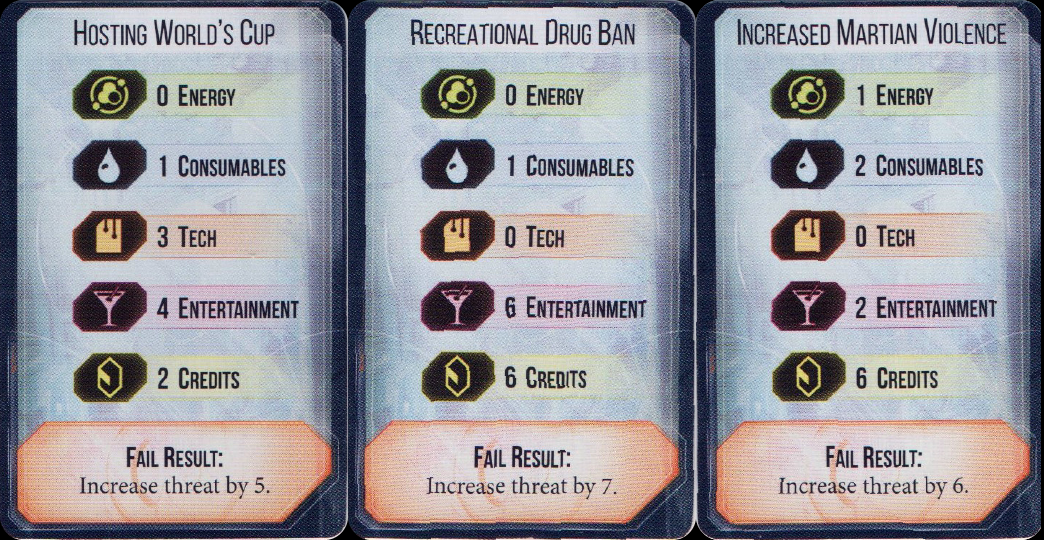 Hosting World's Cup
0 Energy
1 Consumables
3 Tech
4 Entertainment
2 Credits
Fail Result:
Increase threat by 5.
Recreational Drug Ban
0 Energy
1 Consumables
0 Tech
6 Entertainment
6 Credits
Fail Result:
Increase threat by 7.
Increased Martian Violence
1 Energy
2 Consumables
0 Tech
2 Entertainment
6 Credits
Fail Result:
Increase threat by 6.